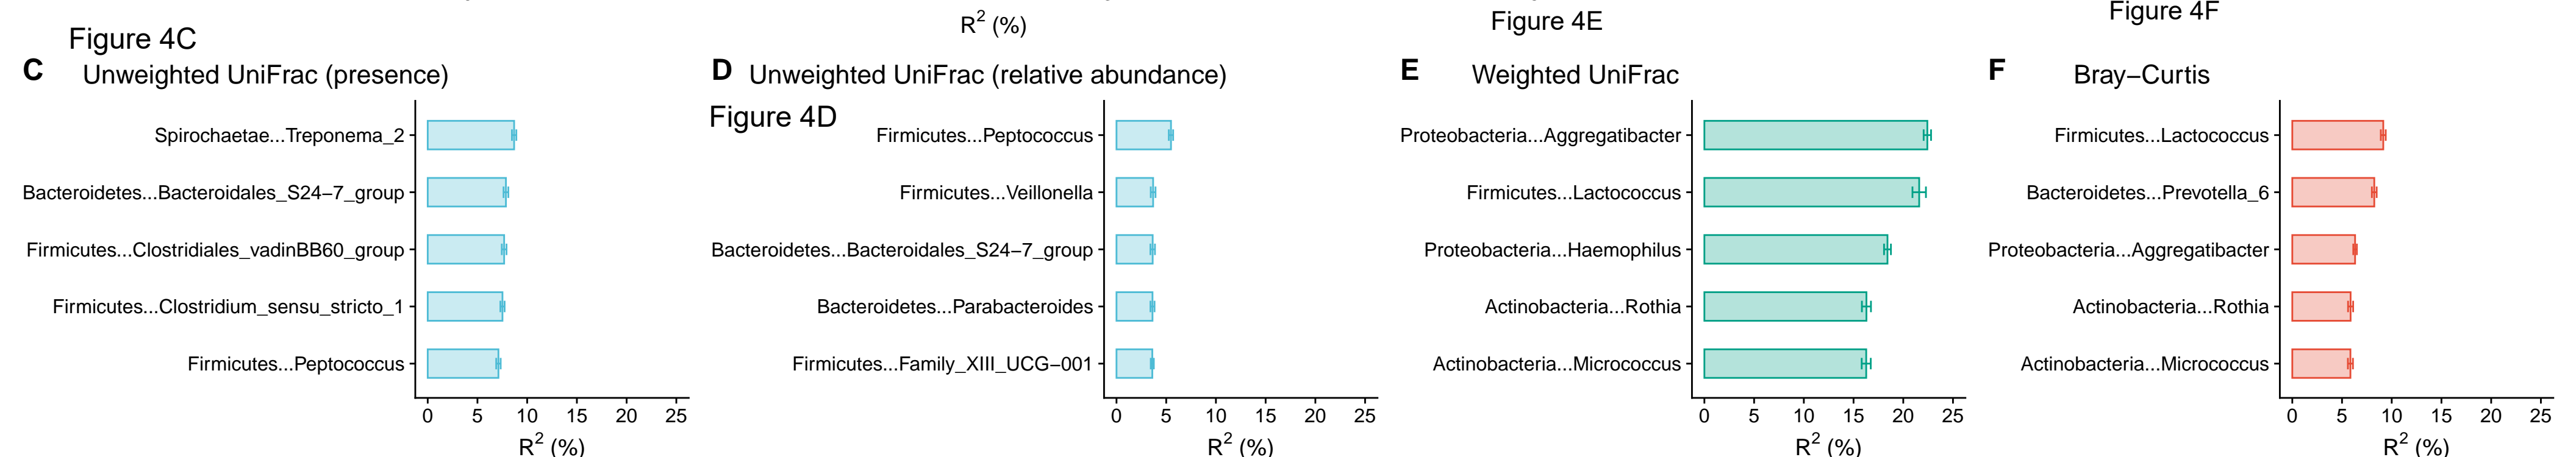 R² (%)
Figure 4E
Figure 4F
Figure 4C
C Unweighted UniFrac (presence)
Spirochaetae...Treponema_2
Bacteroidetes...Bacteroidales_S24−7_group
Firmicutes...Clostridiales_vadinBB60_group
Firmicutes...Clostridium_sensu_stricto_1
Firmicutes...Peptococcus
0 5 10 15 20 25
R² (%)
D Unweighted UniFrac (relative abundance)
Figure 4D
Firmicutes...Peptococcus
Firmicutes...Veillonella
Bacteroidetes...Bacteroidales_S24−7_group
Bacteroidetes...Parabacteroides
Firmicutes...Family_XIII_UCG−001
0 5 10 15 20 25
R² (%)
E Weighted UniFrac
Proteobacteria...Aggregatibacter
Firmicutes...Lactococcus
Proteobacteria...Haemophilus
Actinobacteria...Rothia
Actinobacteria...Micrococcus
0 5 10 15 20 25
R² (%)
F Bray−Curtis
Firmicutes...Lactococcus
Bacteroidetes...Prevotella_6
Proteobacteria...Aggregatibacter
Actinobacteria...Rothia
Actinobacteria...Micrococcus
0 5 10 15 20 25
R² (%)